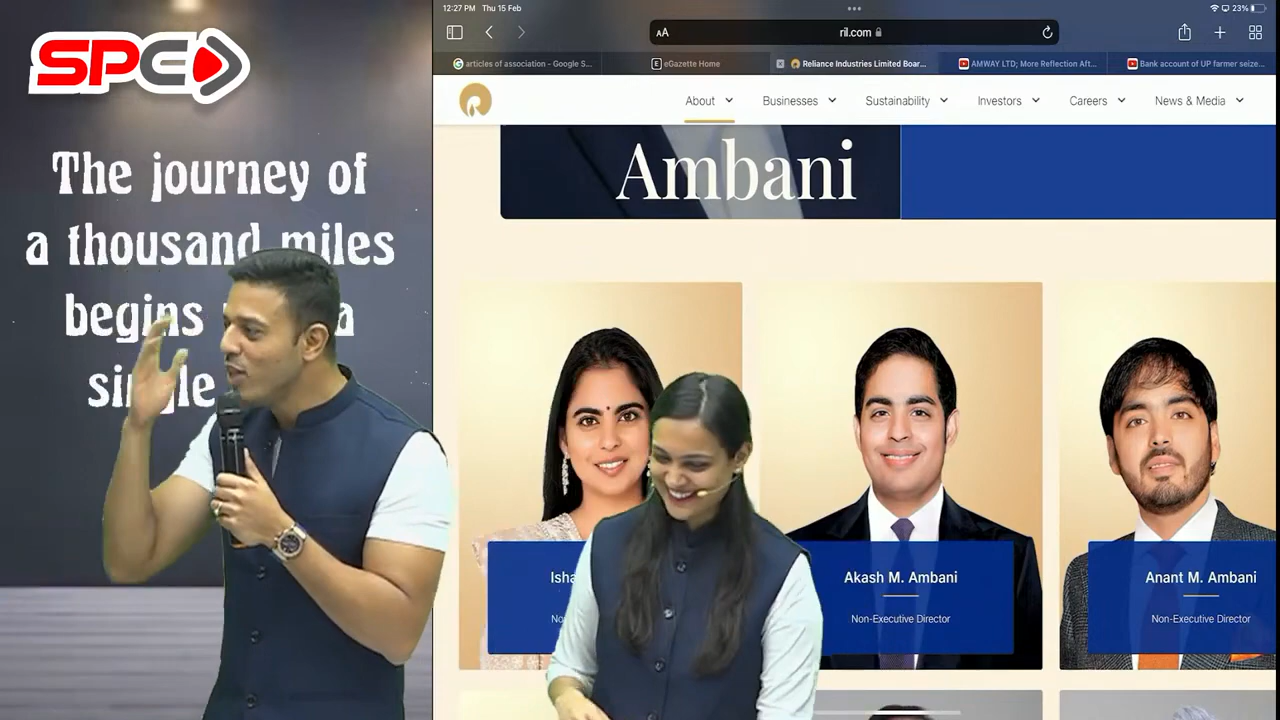 SPE
The journey of
a thousand miles
begins a
single
12:27 PM Thu 15 Feb
23%
AA
ril.com
articles of association - Google S...
eGazette Home
Reliance Industries Limited Boar...
AMWAY LTD; More Reflection Aft...
Bank account of UP farmer seize...
About
Businesses
Sustainability
Investors
Careers
News & Media
Ambani
Isha
Akash M. Ambani
Anant M. Ambani
No
Non-Executive Director
Non-Executive Director